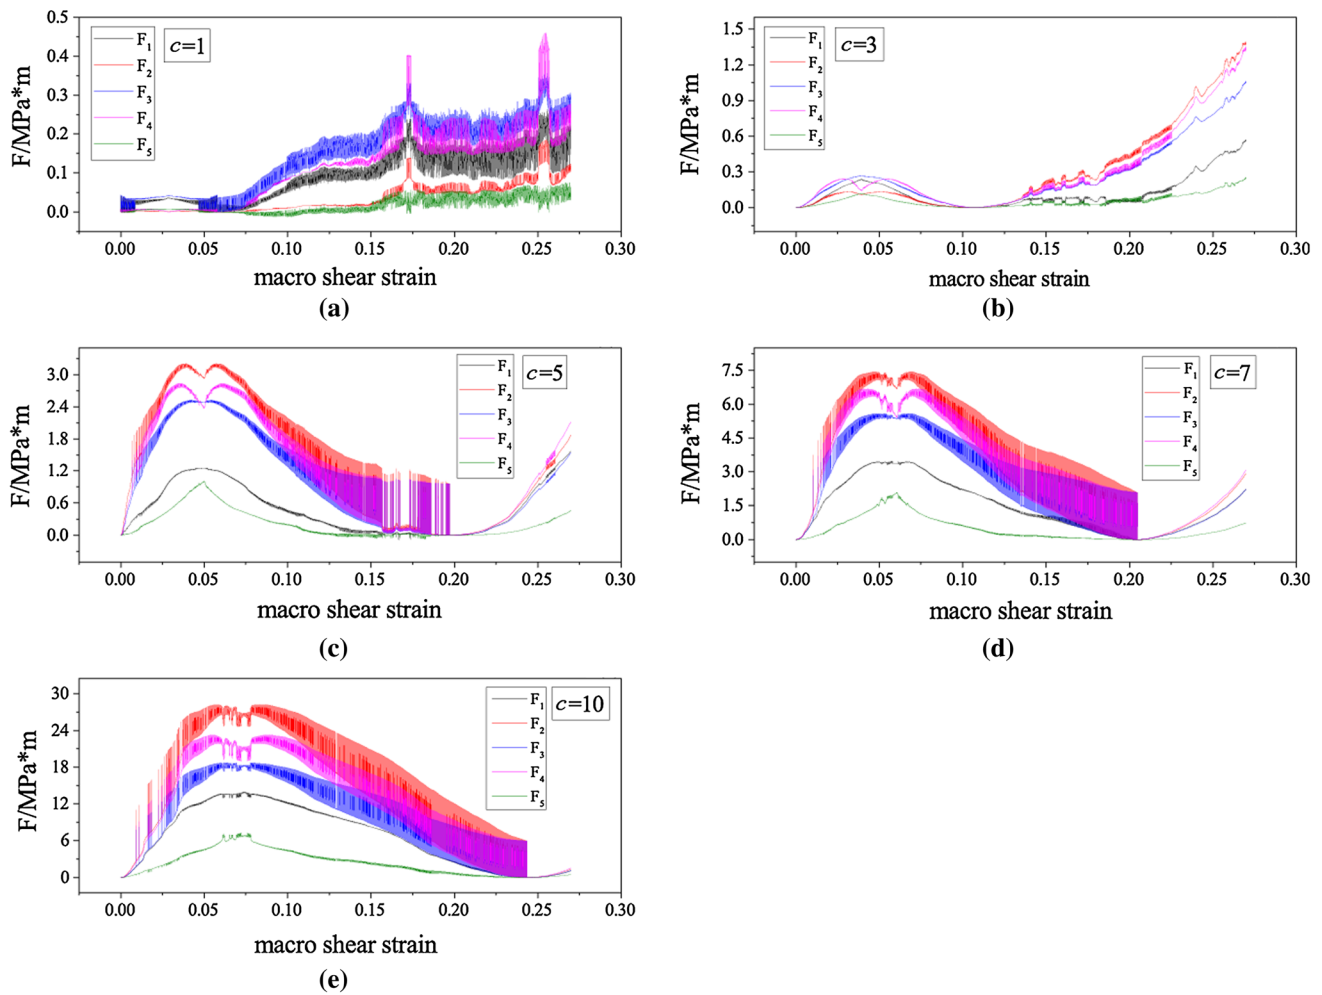 0.5
0.4
0.3
0.2
0.1
0.0
F/MPa*m
F1
F2
F3
F4
F5
c=1
0.00 0.05 0.10 0.15 0.20 0.25 0.30
macro shear strain
(a)
1.5
1.2
0.9
0.6
0.3
0.0
F/MPa*m
F1
F2
F3
F4
F5
c=3
0.00 0.05 0.10 0.15 0.20 0.25 0.30
macro shear strain
(b)
3.0
2.4
1.8
1.2
0.6
0.0
F/MPa*m
F1
F2
F3
F4
F5
c=5
0.00 0.05 0.10 0.15 0.20 0.25 0.30
macro shear strain
(c)
7.5
6.0
4.5
3.0
1.5
0.0
F/MPa*m
F1
F2
F3
F4
F5
c=7
0.00 0.05 0.10 0.15 0.20 0.25 0.30
macro shear strain
(d)
30
24
18
12
6
0
F/MPa*m
F1
F2
F3
F4
F5
c=10
0.00 0.05 0.10 0.15 0.20 0.25 0.30
macro shear strain
(e)